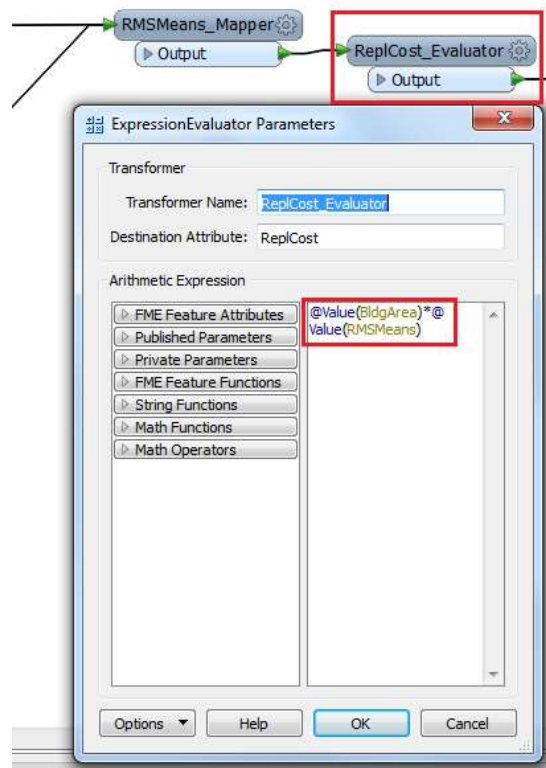 RMSMeans_Mapper
Output
ReplCost_Evaluator
Output
ExpressionEvaluator Parameters
X
Transformer
Transformer Name: ReplCost_Evaluator
Destination Attribute: ReplCost
Arithmetic Expression
FME Feature Attributes
Published Parameters
Private Parameters
FME Feature Functions
String Functions
Math Functions
Math Operators
@Value(BldgArea)*@
Value(RMSMeans)
Options Help OK Cancel